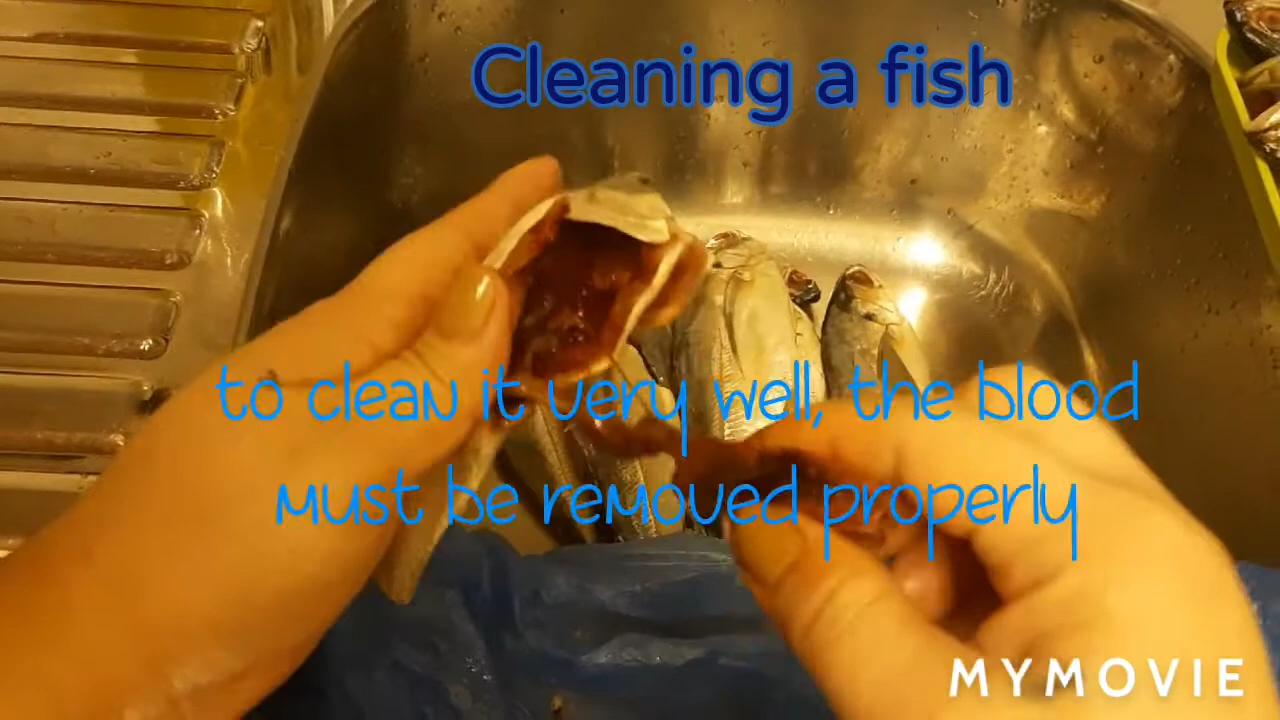 Cleaning a fish
to clean it very well, the blood
must be removed properly
MYMOVIE